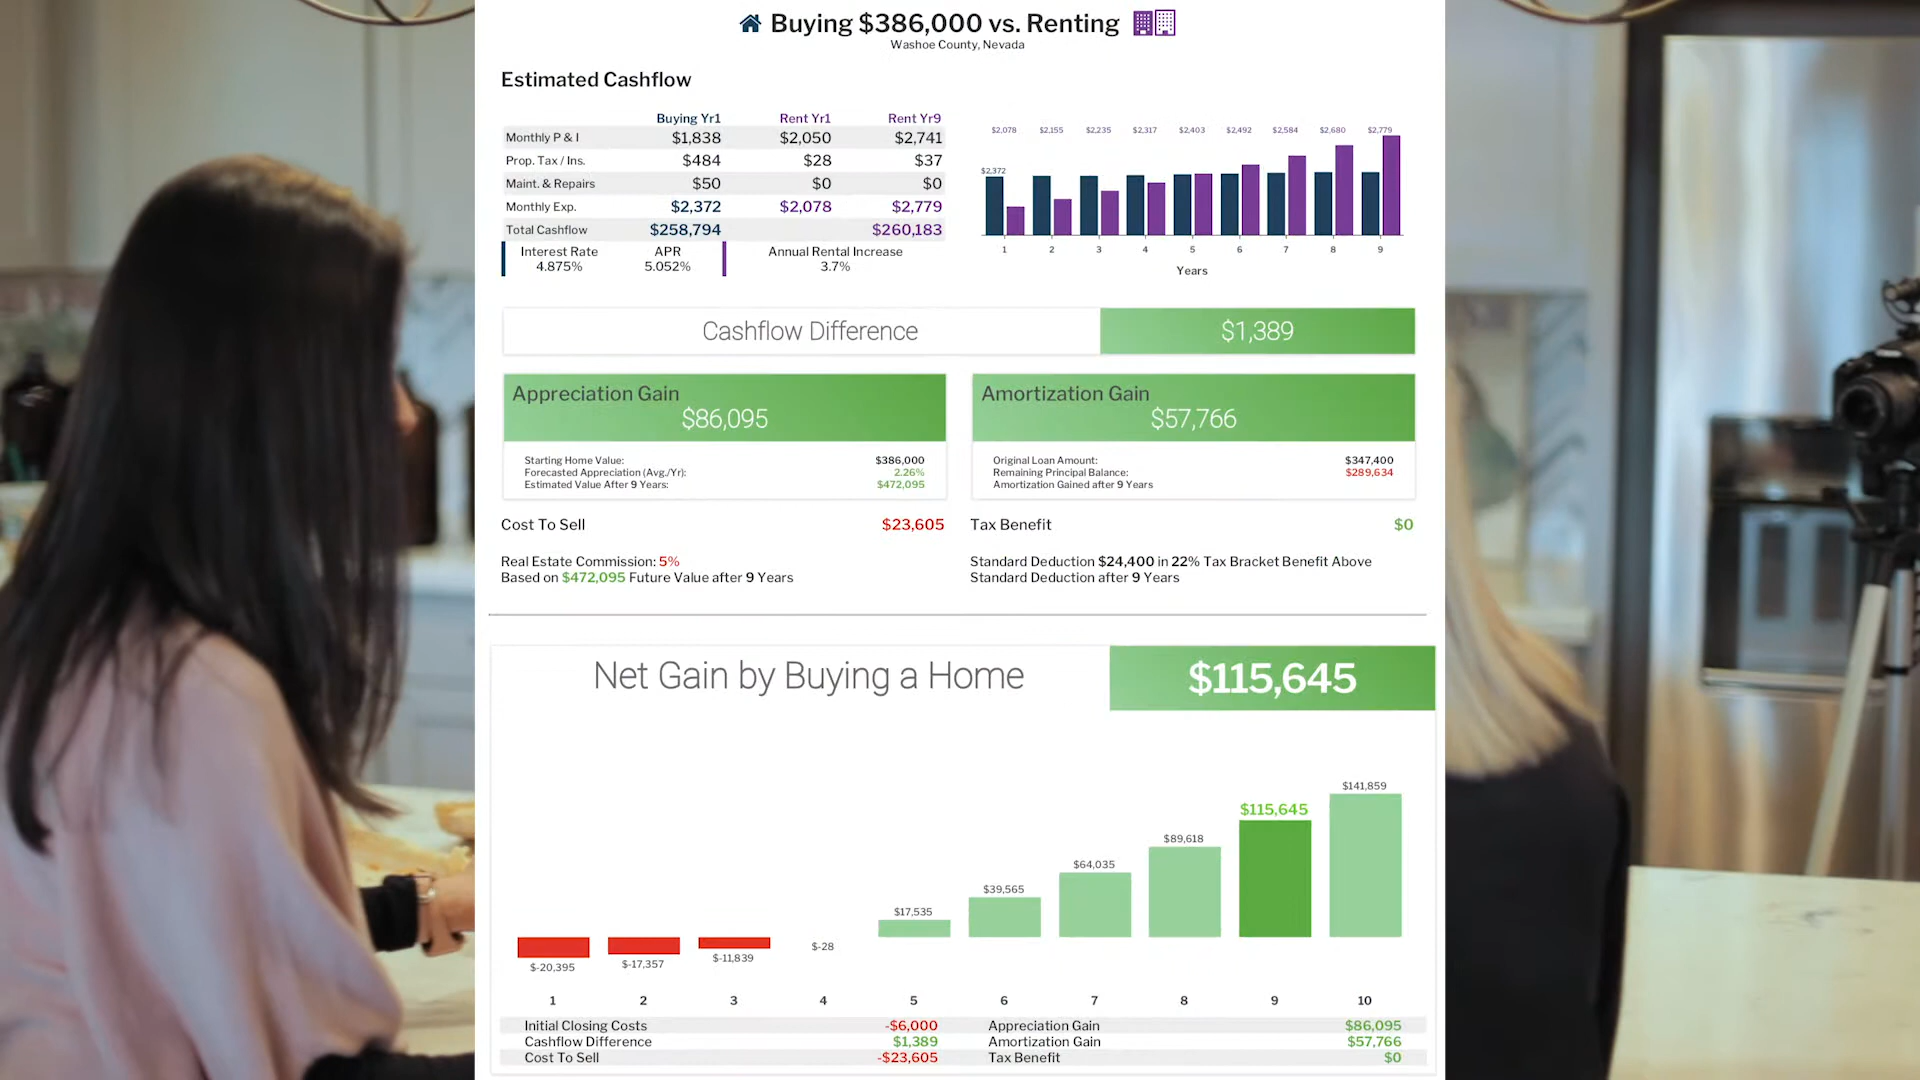 Buying $386,000 vs. Renting
Washoe County, Nevada
Estimated Cashflow
Buying Yr1 Rent Yr1 Rent Yr9
Monthly P & I $1,838 $2,050 $2,741
Prop. Tax / Ins. $484 $28 $37
Maint. & Repairs $50 $0 $0
Monthly Exp. $2,372 $2,078 $2,779
Total Cashflow $258,794 $260,183
Interest Rate APR Annual Rental Increase
4.875% 5.052% 3.7%
$2,078 $2,155 $2,235 $2,317 $2,403 $2,492 $2,584 $2,680 $2,779
$2,372
1 2 3 4 5 6 7 8 9
Years
Cashflow Difference $1,389
Appreciation Gain
$86,095
Starting Home Value: $386,000
Forecasted Appreciation (Avg./Yr): 2.26%
Estimated Value After 9 Years: $472,095
Amortization Gain
$57,766
Original Loan Amount: $347,400
Remaining Principal Balance: $289,634
Amortization Gained after 9 Years
Cost To Sell $23,605
Real Estate Commission: 5%
Based on $472,095 Future Value after 9 Years
Tax Benefit $0
Standard Deduction $24,400 in 22% Tax Bracket Benefit Above
Standard Deduction after 9 Years
Net Gain by Buying a Home $115,645
$-20,395 $-17,357 $-11,839 $-28 $17,535 $39,565 $64,035 $89,618 $115,645 $141,859
1 2 3 4 5 6 7 8 9 10
Initial Closing Costs -$6,000 Appreciation Gain $86,095
Cashflow Difference $1,389 Amortization Gain $57,766
Cost To Sell -$23,605 Tax Benefit $0